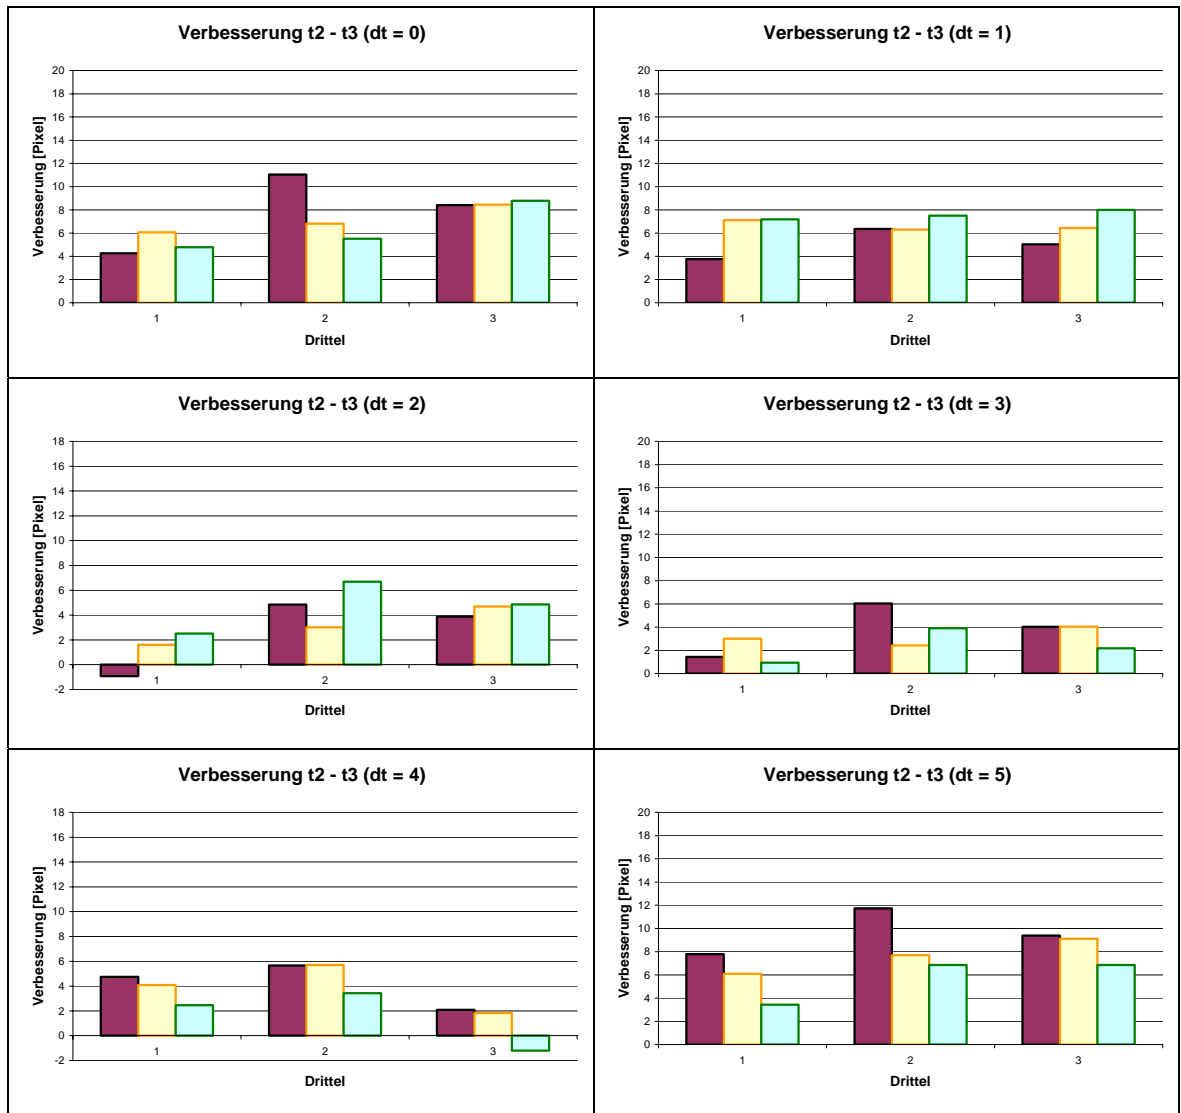 Verbesserung t2 - t3 (dt = 0)
Verbesserung [Pixel]
20
18
16
14
12
10
8
6
4
2
0
1 2 3
Drittel
Verbesserung t2 - t3 (dt = 1)
Verbesserung [Pixel]
20
18
16
14
12
10
8
6
4
2
0
1 2 3
Drittel
Verbesserung t2 - t3 (dt = 2)
Verbesserung [Pixel]
18
16
14
12
10
8
6
4
2
0
-2
1 2 3
Drittel
Verbesserung t2 - t3 (dt = 3)
Verbesserung [Pixel]
20
18
16
14
12
10
8
6
4
2
0
1 2 3
Drittel
Verbesserung t2 - t3 (dt = 4)
Verbesserung [Pixel]
18
16
14
12
10
8
6
4
2
0
-2
1 2 3
Drittel
Verbesserung t2 - t3 (dt = 5)
Verbesserung [Pixel]
20
18
16
14
12
10
8
6
4
2
0
1 2 3
Drittel